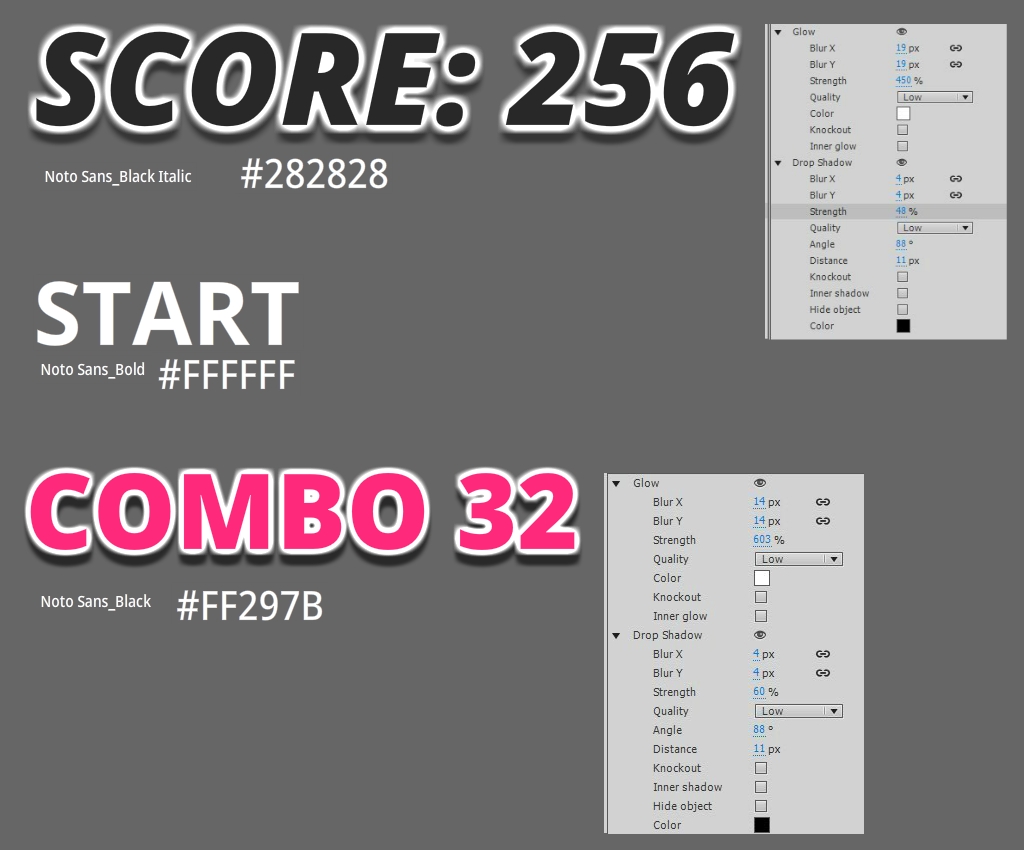 SCORE: 256
Noto Sans_Black Italic #282828
Glow
Blur X 19 px
Blur Y 19 px
Strength 450 %
Quality Low
Color
Knockout
Inner glow
Drop Shadow
Blur X 4 px
Blur Y 4 px
Strength 48 %
Quality Low
Angle 88 °
Distance 11 px
Knockout
Inner shadow
Hide object
Color
START
Noto Sans_Bold #FFFFFF
COMBO 32
Noto Sans_Black #FF297B
Glow
Blur X 14 px
Blur Y 14 px
Strength 603 %
Quality Low
Color
Knockout
Inner glow
Drop Shadow
Blur X 4 px
Blur Y 4 px
Strength 60 %
Quality Low
Angle 88 °
Distance 11 px
Knockout
Inner shadow
Hide object
Color